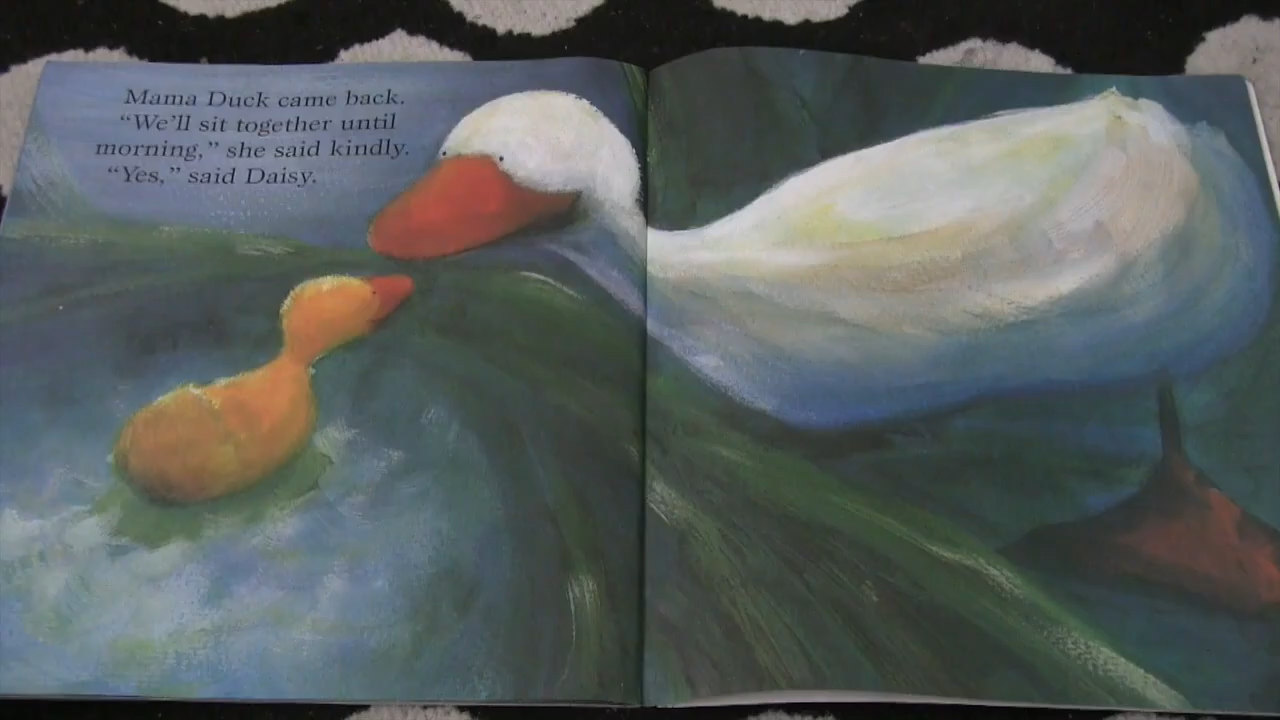 Mama Duck came back.
“We’ll sit together until
morning,” she said kindly.
“Yes,” said Daisy.